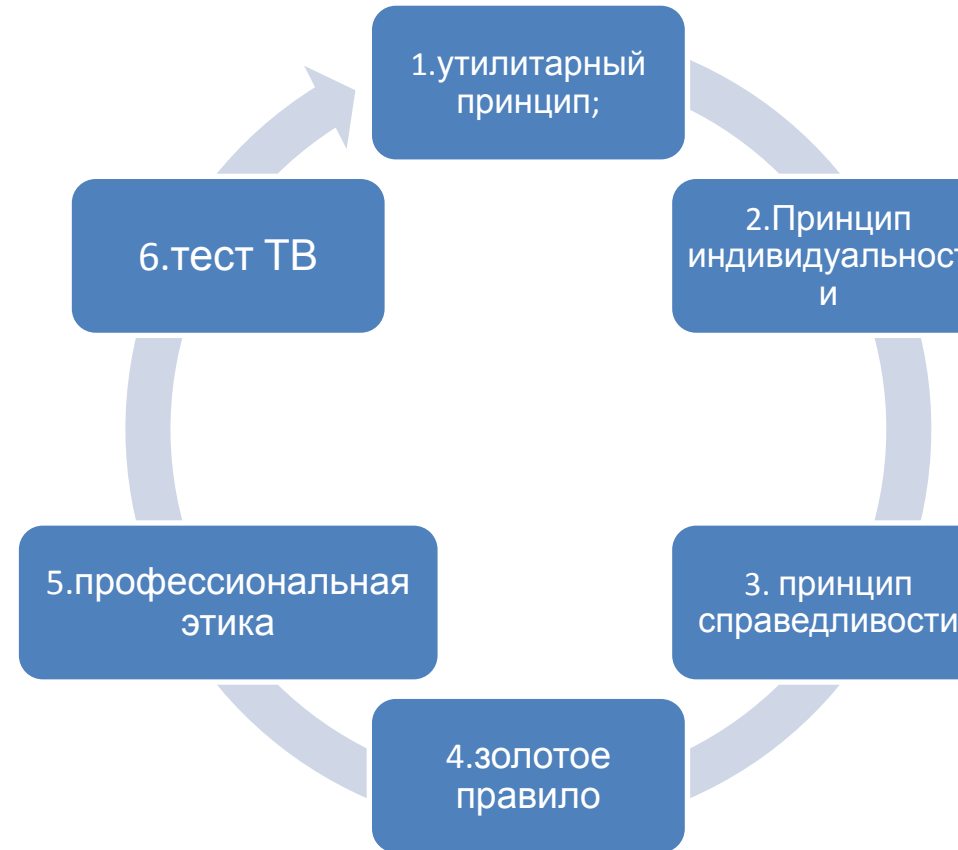 1.утилитарный
принцип;
2.Принцип
индивидуальност
и
3. принцип
справедливости
4.золотое
правило
5.профессиональная
этика
6.тест ТВ